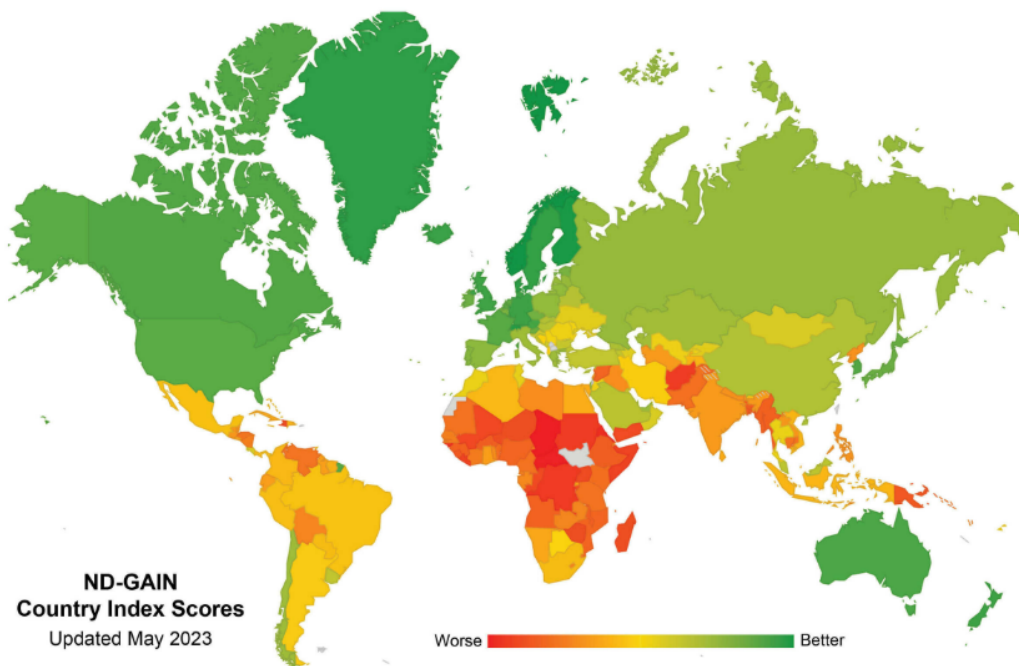 ND-GAIN
Country Index Scores
Updated May 2023
Worse Better